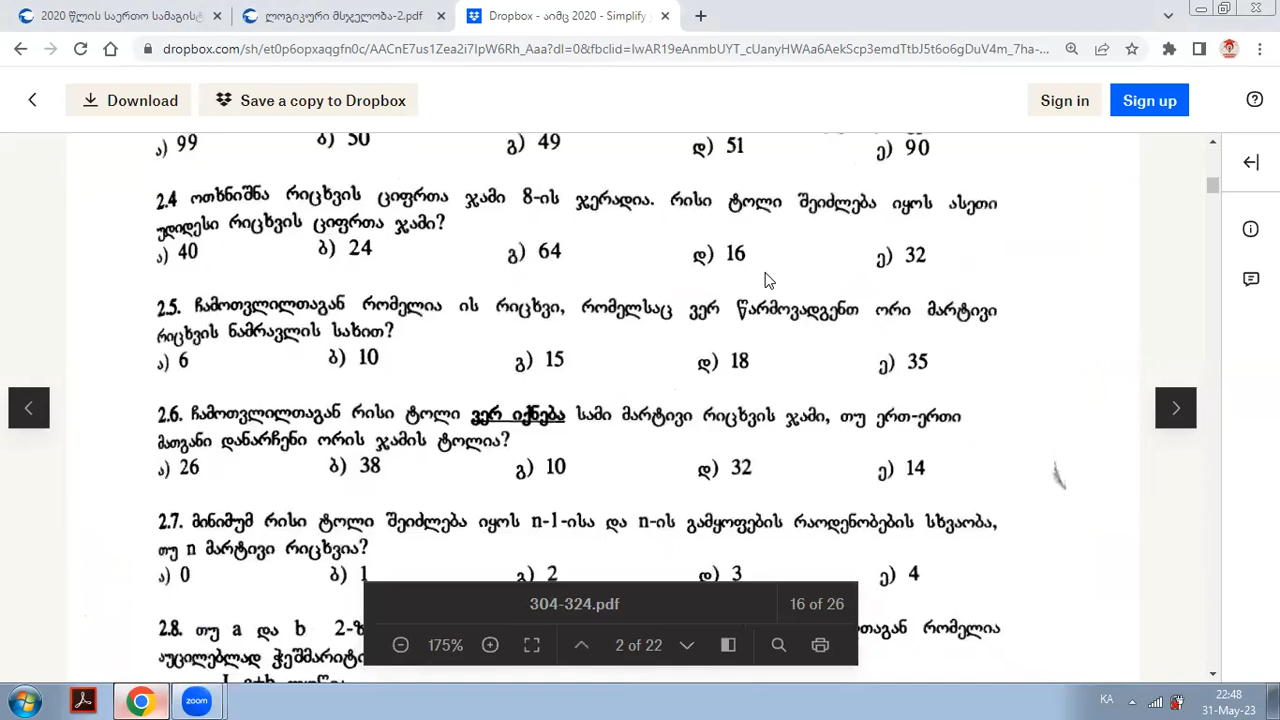 2020 წლის საერთო სამაგისტ
ლოგიკური მსჯელობა-2.pdf
Dropbox - აიმც 2020 - Simplify
dropbox.com/sh/et0p6opxaqgfn0c/AACnE7us1Zea2i7IpW6Rh_Aaa?dl=0&fbclid=IwAR19eAnmbUYT_cUanyHWAa6AekScp3emdTtbJ5t6o6gDuV4m_7ha-...
Download
Save a copy to Dropbox
Sign in
Sign up
ა) 99 ბ) 50 გ) 49 დ) 51 ე) 90
2.4 ოთხნიშნა რიცხვის ციფრთა ჯამი 8-ის ჯერადია. რისი ტოლი შეიძლება იყოს ასეთი
უდიდესი რიცხვის ციფრთა ჯამი?
ა) 40 ბ) 24 გ) 64 დ) 16 ე) 32
2.5. ჩამოთვლილთაგან რომელია ის რიცხვი, რომელსაც ვერ წარმოვადგენთ ორი მარტივი
რიცხვის ნამრავლის სახით?
ა) 6 ბ) 10 გ) 15 დ) 18 ე) 35
2.6. ჩამოთვლილთაგან რისი ტოლი ვერ იქნება სამი მარტივი რიცხვის ჯამი, თუ ერთ-ერთი
მათგანი დანარჩენი ორის ჯამის ტოლია?
ა) 26 ბ) 38 გ) 10 დ) 32 ე) 14
2.7. მინიმუმ რისი ტოლი შეიძლება იყოს n-1-ისა და n-ის გამყოფების რაოდენობების სხვაობა,
თუ n მარტივი რიცხვია?
ა) 0 ბ) 1 გ) 2 დ) 3 ე) 4
304-324.pdf
16 of 26
175%
2 of 22
2.8. თუ a და b 2-ზ
რომელია
აუცილებლად
KA
22:48
31-May-23
zoom